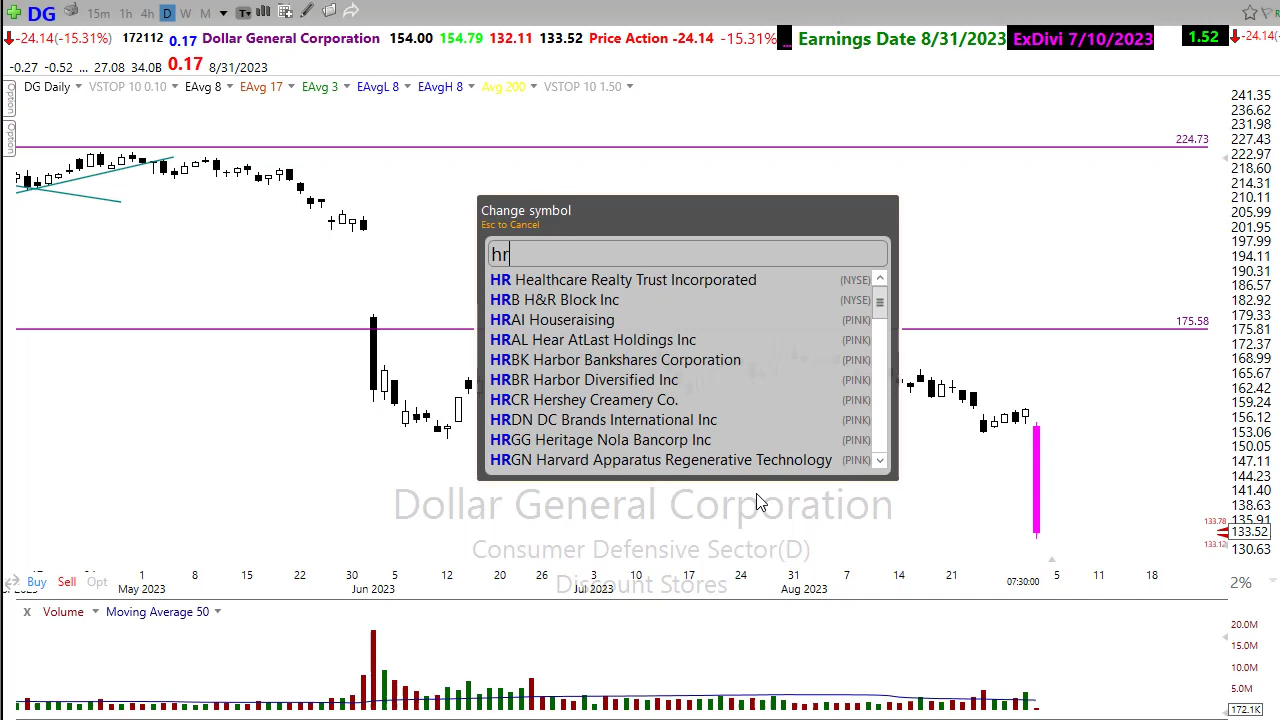 DG 15m 1h 4h D W M T
-24.14(-15.31%) 172112 0.17 Dollar General Corporation 154.00 154.79 132.11 133.52 Price Action -24.14 -15.31% ... Earnings Date 8/31/2023 ExDivi 7/10/2023 1.52 -24.14(
-0.27 -0.52 ... 27.08 34.0B 0.17 8/31/2023
DG Daily VSTOP 10 0.10 EAvg 8 EAvg 17 EAvg 3 EAvgL 8 EAvgH 8 Avg 200 VSTOP 10 1.50
Option
Option
241.35
236.62
231.98
227.43
222.97
218.60
214.31
210.11
205.99
201.95
197.99
194.11
190.31
186.57
182.92
179.33
175.81
172.37
168.99
165.67
162.42
159.24
156.12
153.06
150.05
147.11
144.23
141.40
138.63
135.91
133.52
130.63
224.73
175.58
133.78
133.12
Change symbol
Esc to Cancel
hr
HR Healthcare Realty Trust Incorporated (NYSE)
HRB H&R Block Inc (NYSE)
HRAI Houseraising (PINK)
HRAL Hear AtLast Holdings Inc (PINK)
HRBK Harbor Bankshares Corporation (PINK)
HRBR Harbor Diversified Inc (PINK)
HRCR Hershey Creamery Co. (PINK)
HRDN DC Brands International Inc (PINK)
HRGG Heritage Nola Bancorp Inc (PINK)
HRGN Harvard Apparatus Regenerative Technology (PINK)
Dollar General Corporation
Consumer Defensive Sector(D)
Discount Stores
1 8 15 22 30 5 12 20 26 3 10 17 24 31 7 14 21 07:30:00 5 11 18
May 2023 Jun 2023 Jul 2023 Aug 2023
Buy Sell Opt
2%
X Volume Moving Average 50
20.0M
15.0M
10.0M
5.0M
172.1K